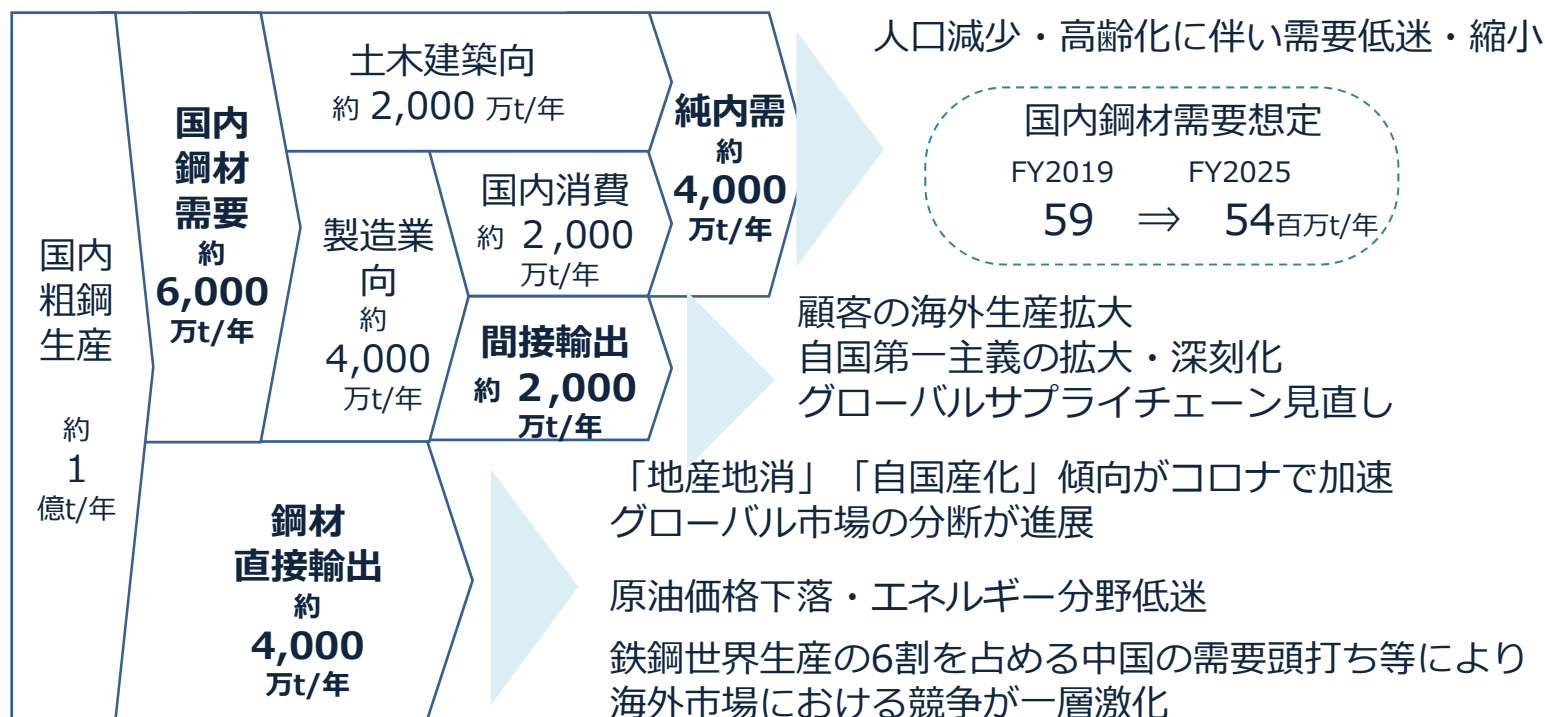 国内
粗鋼
生産
約
1
億t/年
国内
鋼材
需要
約
6,000
万t/年
土木建築向
約 2,000 万t/年
製造業
向
約
4,000
万t/年
国内消費
約 2,000
万t/年
間接輸出
約 2,000
万t/年
純内需
約
4,000
万t/年
鋼材
直接輸出
約
4,000
万t/年
人口減少・高齢化に伴い需要低迷・縮小
国内鋼材需要想定
FY2019 FY2025
59 ⇒ 54百万t/年
顧客の海外生産拡大
自国第一主義の拡大・深刻化
グローバルサプライチェーン見直し
「地産地消」「自国産化」傾向がコロナで加速
グローバル市場の分断が進展
原油価格下落・エネルギー分野低迷
鉄鋼世界生産の6割を占める中国の需要頭打ち等により
海外市場における競争が一層激化